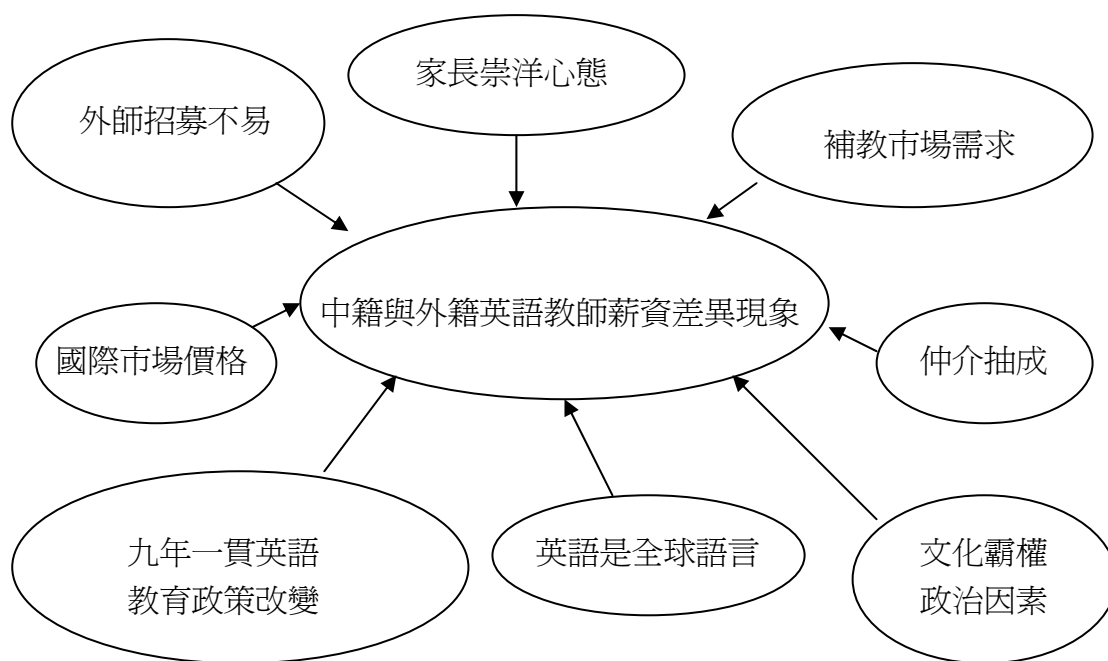 家長崇洋心態
外師招募不易
補教市場需求
中籍與外籍英語教師薪資差異現象
國際市場價格
仲介抽成
九年一貫英語
教育政策改變
英語是全球語言
文化霸權
政治因素